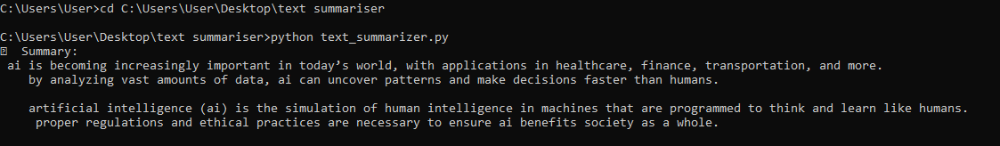 C:\Users\User>cd C:\Users\User\Desktop\text summariser
C:\Users\User\Desktop\text summariser>python text_summarizer.py
Summary:
ai is becoming increasingly important in today’s world, with applications in healthcare, finance, transportation, and more.
by analyzing vast amounts of data, ai can uncover patterns and make decisions faster than humans.
artificial intelligence (ai) is the simulation of human intelligence in machines that are programmed to think and learn like humans.
proper regulations and ethical practices are necessary to ensure ai benefits society as a whole.